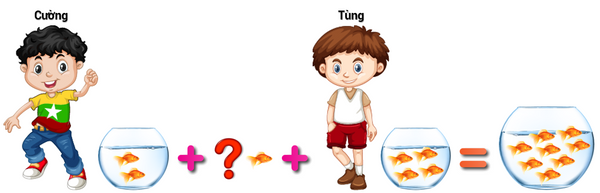 Cường
Tùng
+ ? + =